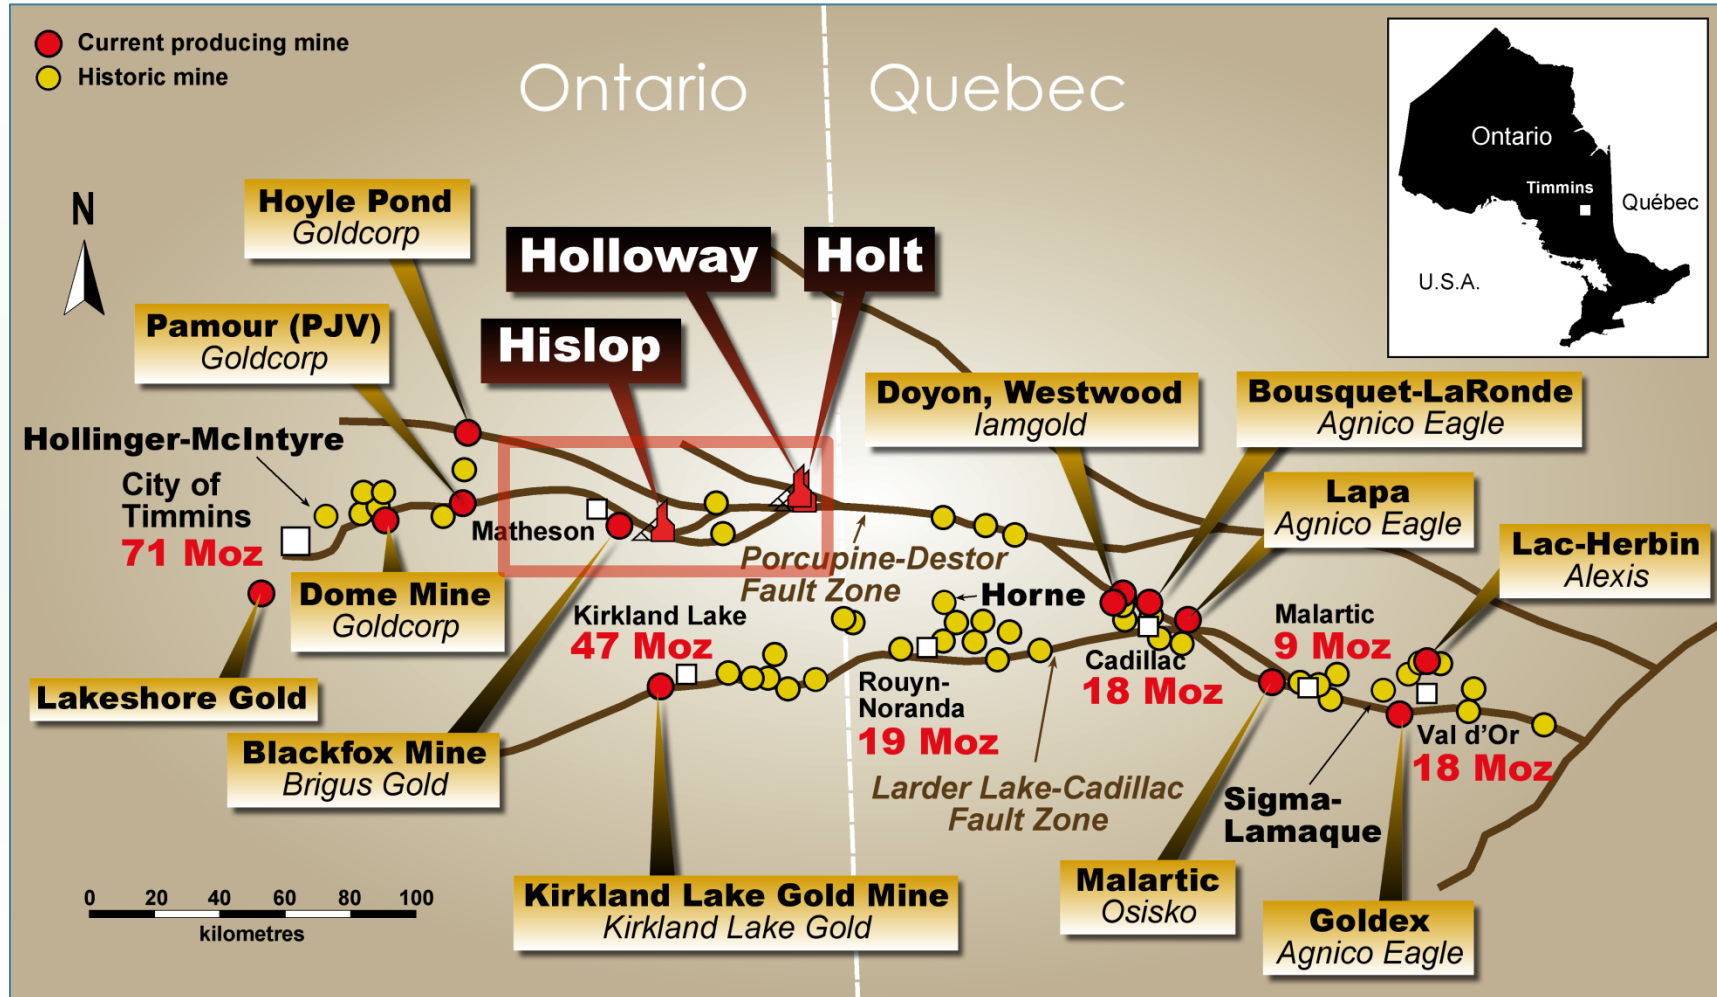 Current producing mine
Historic mine
Ontario
Quebec
Ontario
Timmins
Québec
U.S.A.
N
Hoyle Pond
Goldcorp
Holloway
Holt
Pamour (PJV)
Goldcorp
Hislop
Doyon, Westwood
Iamgold
Bousquet-LaRonde
Agnico Eagle
Hollinger-McIntyre
City of
Timmins
71 Moz
Matheson
Lapa
Agnico Eagle
Lac-Herbin
Alexis
Porcupine-Destor
Fault Zone
Dome Mine
Goldcorp
Horne
Kirkland Lake
47 Moz
Malartic
9 Moz
Cadillac
18 Moz
Lakeshore Gold
Rouyn-
Noranda
19 Moz
Val d'Or
18 Moz
Blackfox Mine
Brigus Gold
Larder Lake-Cadillac
Fault Zone
Sigma-
Lamaque
Kirkland Lake Gold Mine
Kirkland Lake Gold
Malartic
Osisko
Goldex
Agnico Eagle
0 20 40 60 80 100
kilometres